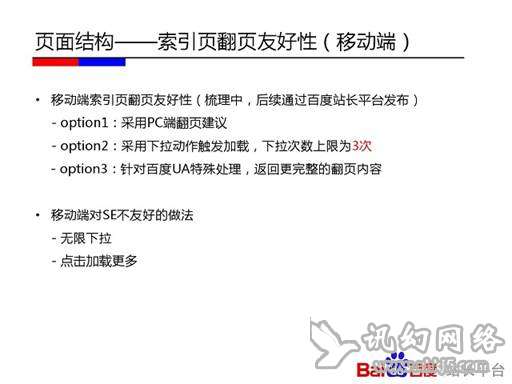 页面结构——索引页翻页友好性（移动端）
• 移动端索引页翻页友好性（梳理中，后续通过百度站长平台发布）
- option1：采用PC端翻页建议
- option2：采用下拉动作触发加载，下拉次数上限为3次
- option3：针对百度UA特殊处理，返回更完整的翻页内容
• 移动端对SE不友好的做法
- 无限下拉
- 点击加载更多
讯幻网络
Bai百度站长平台